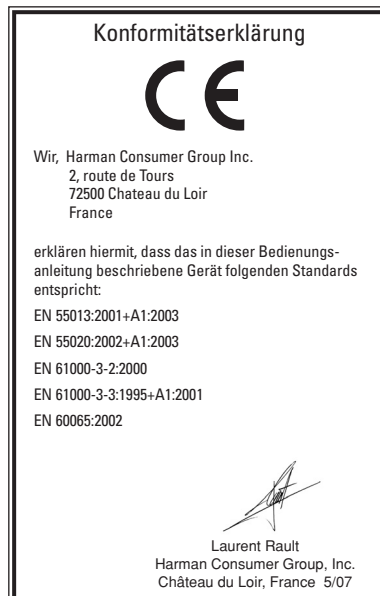 Konformitätserklärung
CE
Wir, Harman Consumer Group Inc.
2, route de Tours
72500 Chateau du Loir
France
erklären hiermit, dass das in dieser Bedienungs-
anleitung beschriebene Gerät folgenden Standards
entspricht:
EN 55013:2001+A1:2003
EN 55020:2002+A1:2003
EN 61000-3-2:2000
EN 61000-3-3:1995+A1:2001
EN 60065:2002
Laurent Rault
Harman Consumer Group, Inc.
Château du Loir, France 5/07